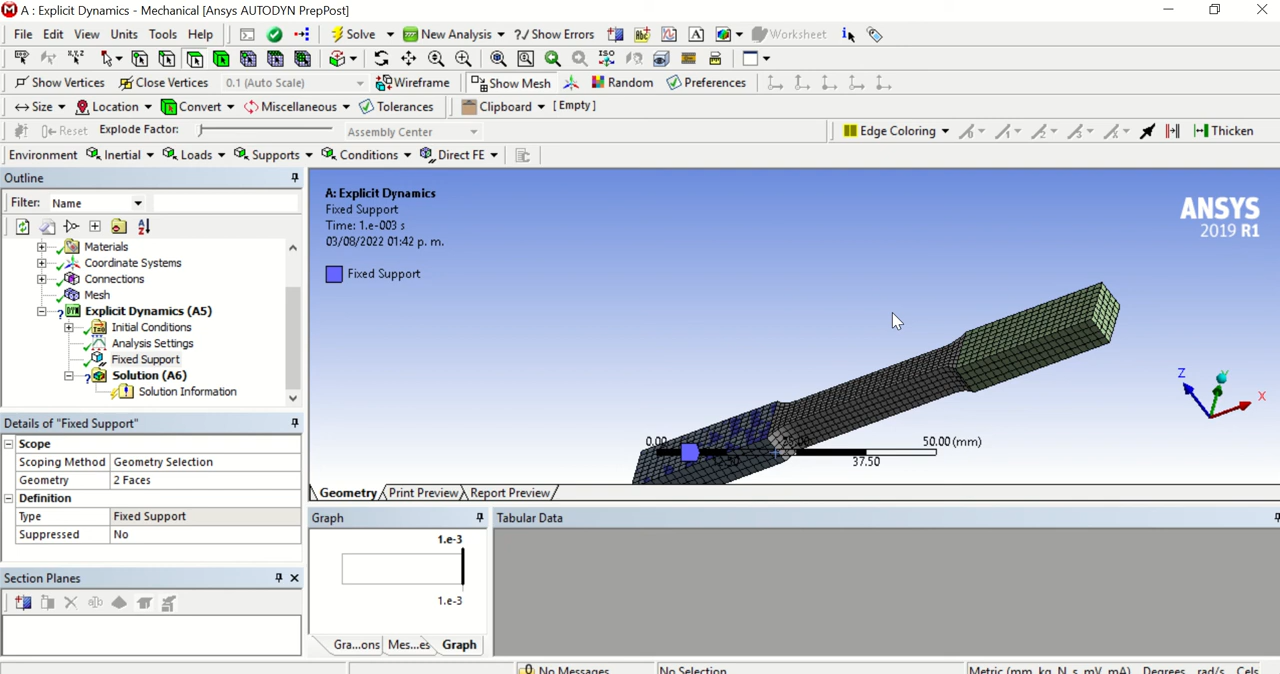 A : Explicit Dynamics - Mechanical [Ansys AUTODYN PrepPost]
File Edit View Units Tools Help Solve New Analysis ?/ Show Errors Worksheet
Show Vertices Close Vertices 0.1 (Auto Scale) Wireframe Show Mesh Random Preferences
Size Location Convert Miscellaneous Tolerances Clipboard [ Empty ]
Reset Explode Factor: Assembly Center Edge Coloring Thicken
Environment Inertial Loads Supports Conditions Direct FE
Outline
Filter: Name
Materials
Coordinate Systems
Connections
Mesh
Explicit Dynamics (A5)
Initial Conditions
Analysis Settings
Fixed Support
Solution (A6)
Solution Information
Details of "Fixed Support"
Scope
Scoping Method Geometry Selection
Geometry 2 Faces
Definition
Type Fixed Support
Suppressed No
Section Planes
A: Explicit Dynamics
Fixed Support
Time: 1.e-003 s
03/08/2022 01:42 p. m.
Fixed Support
ANSYS
2019 R1
Z Y X
0.00 25.00 50.00 (mm)
12.50 37.50
Geometry Print Preview Report Preview
Graph
1.e-3
1.e-3
Gra...ons Mes...es Graph
Tabular Data
0 No Messages No Selection Metric (mm, kg, N, s, mV, mA) Degrees rad/s Cels